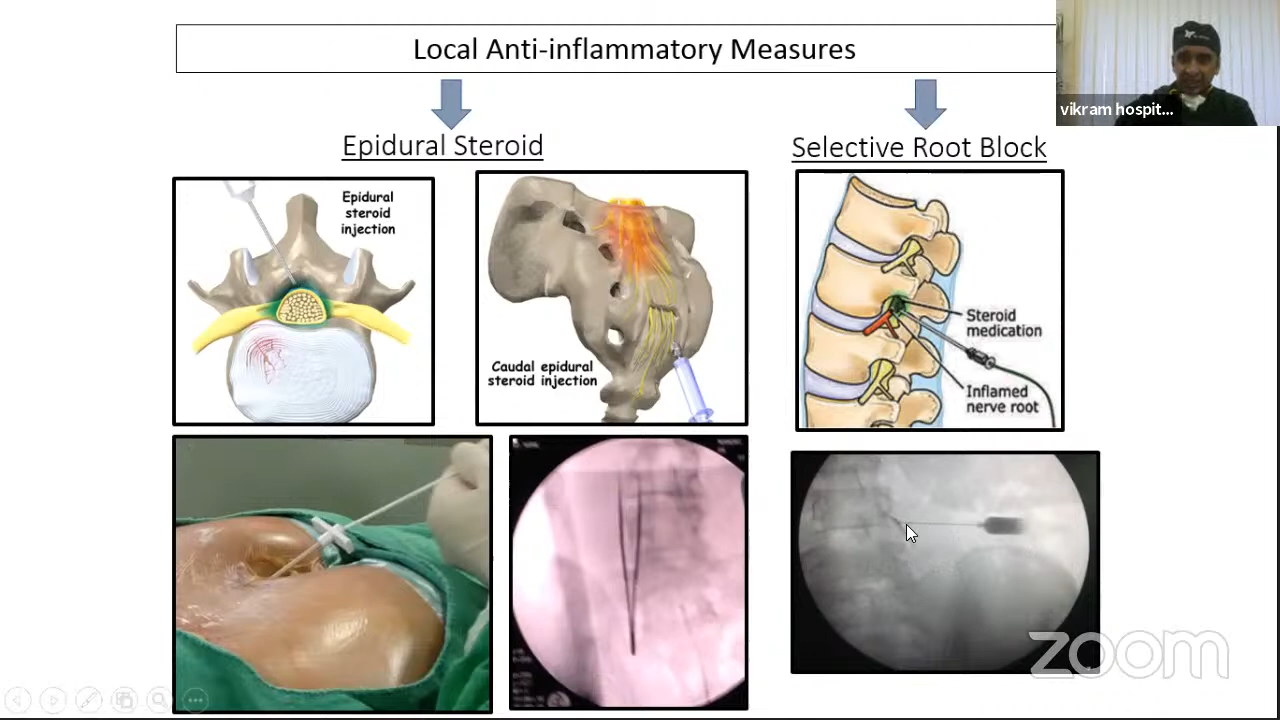 Local Anti-inflammatory Measures
vikram hospit...
Epidural Steroid
Selective Root Block
Epidural
steroid
injection
Caudal epidural
steroid injection
Steroid
medication
Inflamed
nerve root
zoom